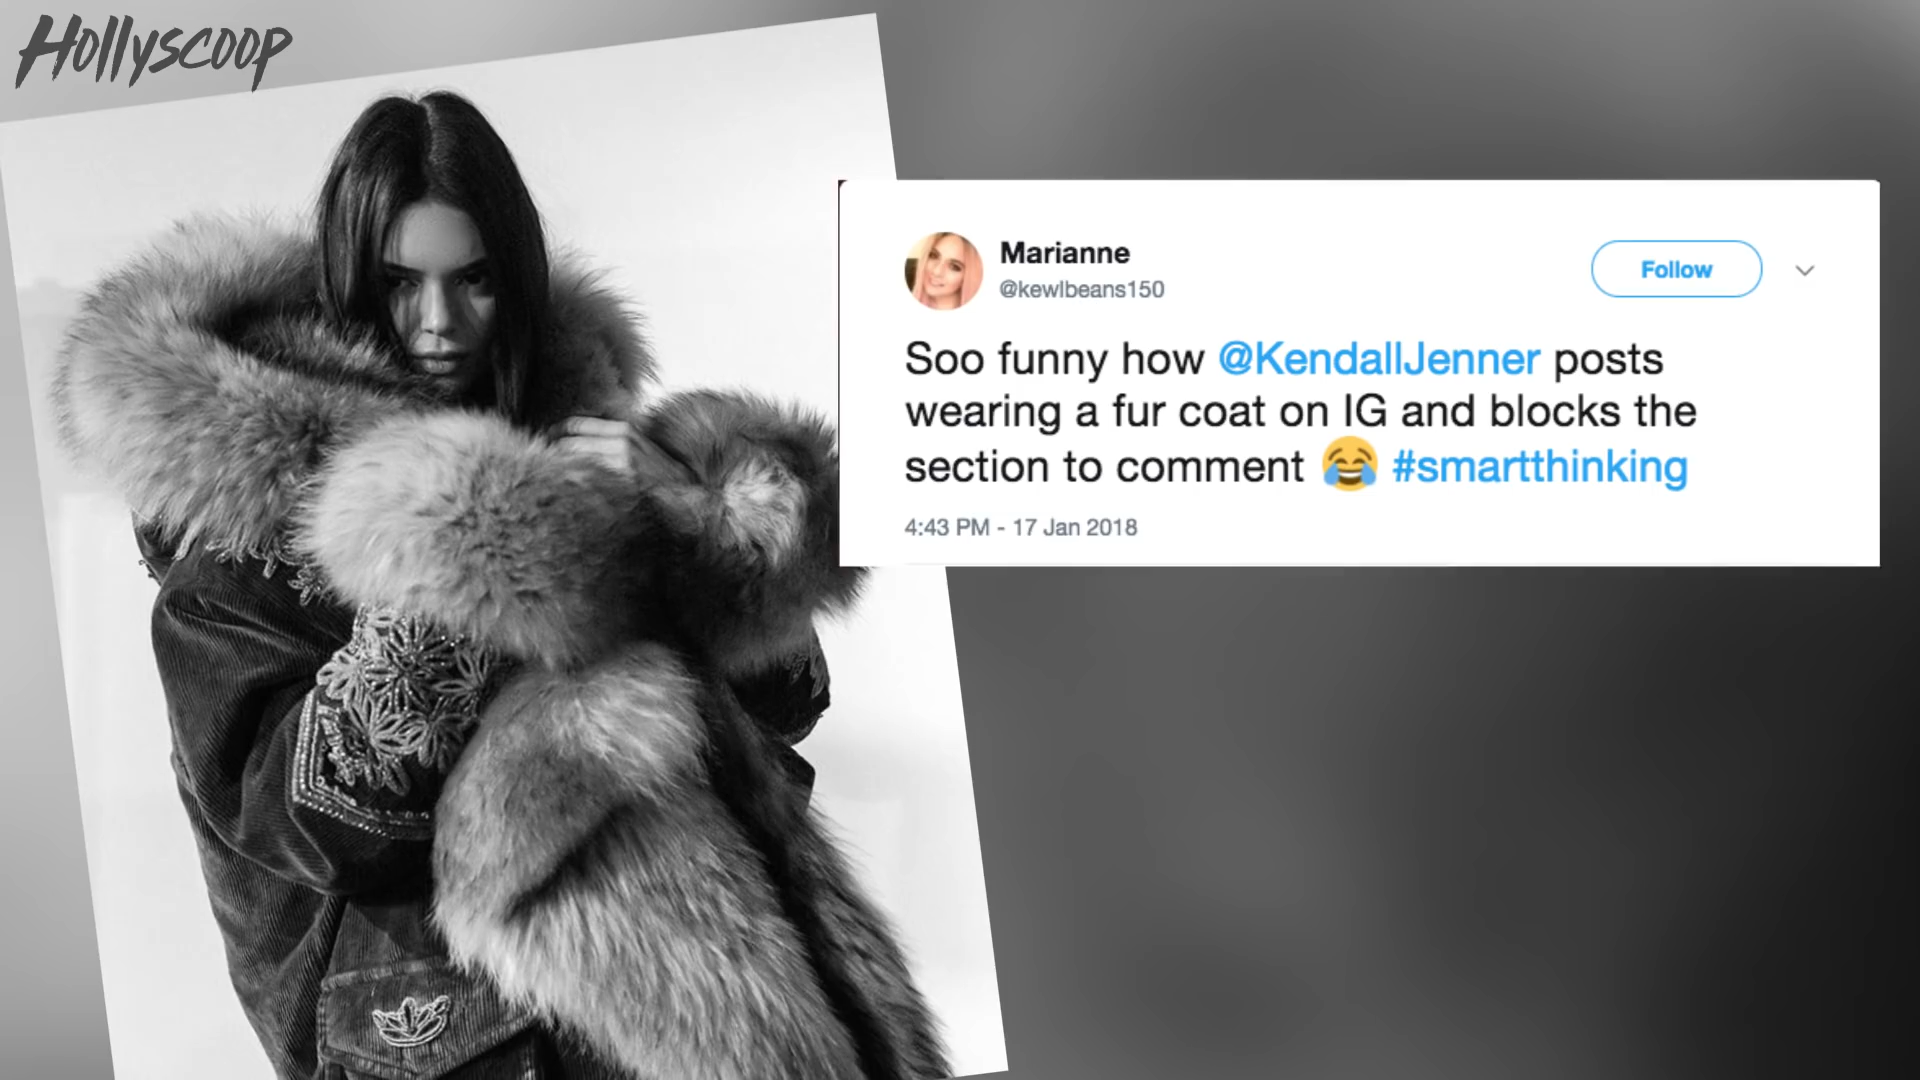 Hollyscoop
Marianne
@kewlbeans150
Follow
Soo funny how @KendallJenner posts
wearing a fur coat on IG and blocks the
section to comment 😂 #smartthinking
4:43 PM - 17 Jan 2018